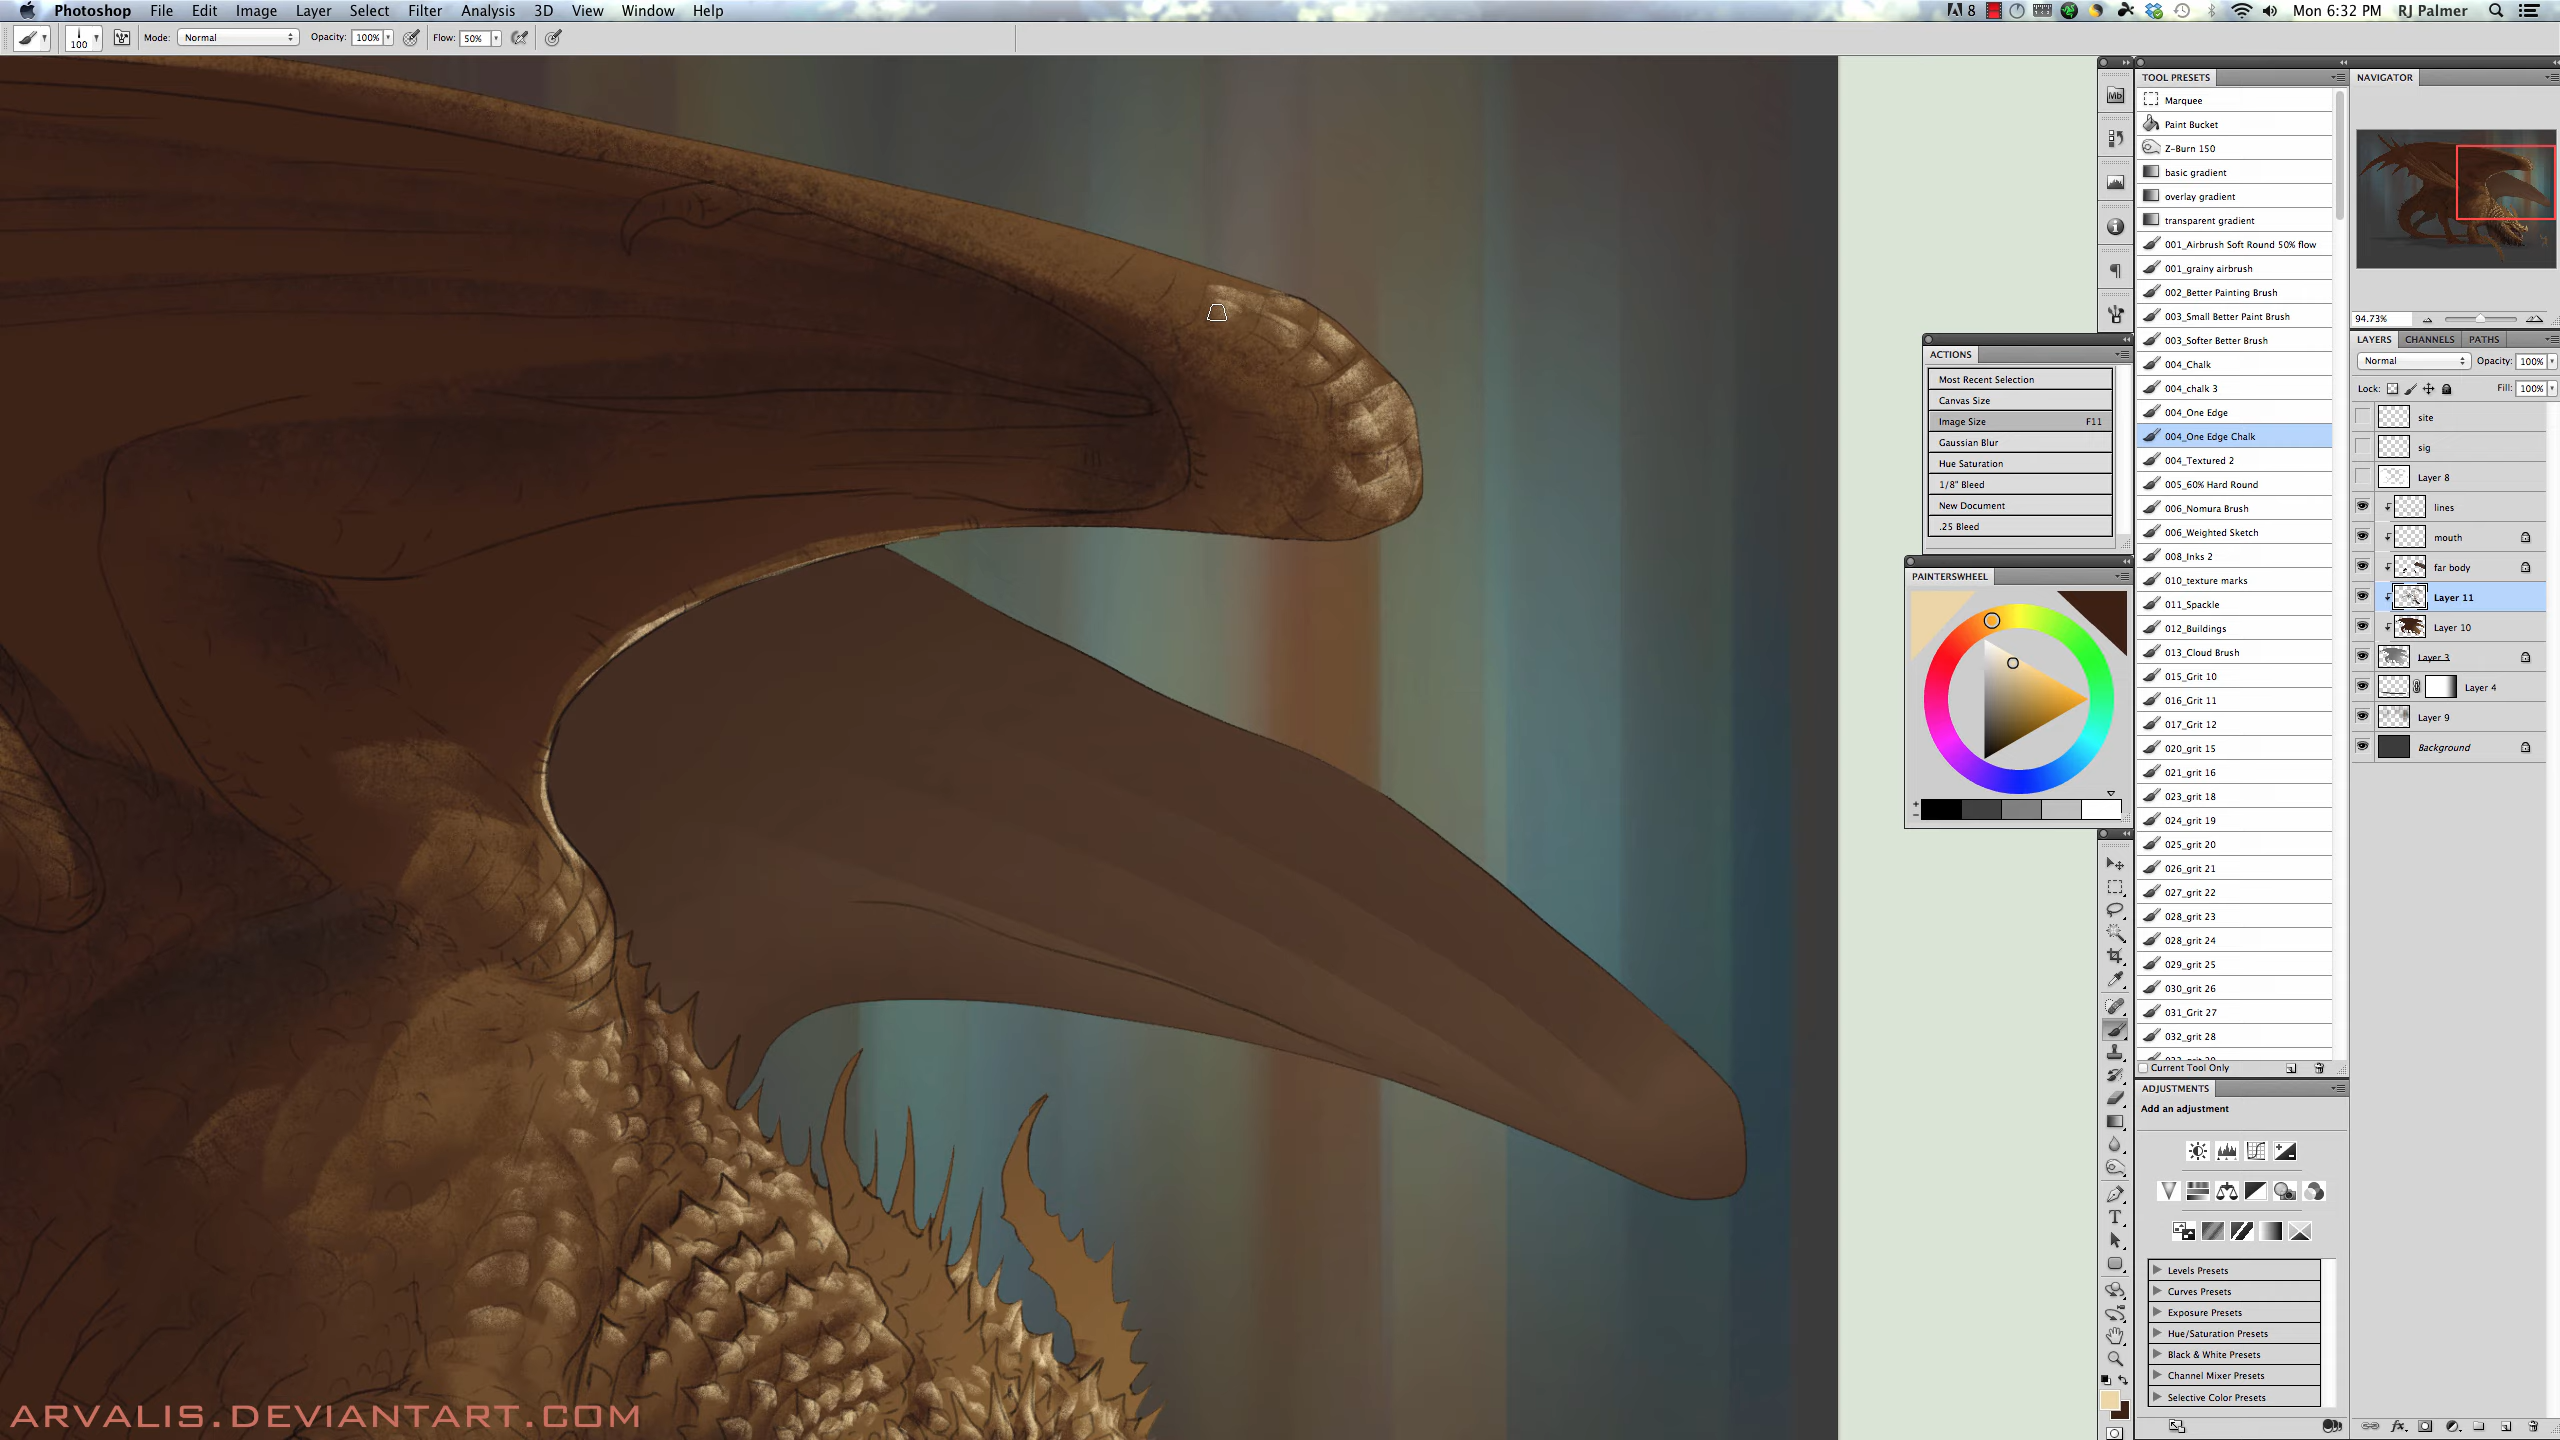 Photoshop File Edit Image Layer Select Filter Analysis 3D View Window Help 8 Mon 6:32 PM RJ Palmer
100 Mode: Normal Opacity: 100% Flow: 50%
TOOL PRESETS
Marquee
Paint Bucket
Z-Burn 150
basic gradient
overlay gradient
transparent gradient
001_Airbrush Soft Round 50% flow
001_grainy airbrush
002_Better Painting Brush
003_Small Better Paint Brush
003_Softer Better Brush
004_Chalk
004_chalk 3
004_One Edge
004_One Edge Chalk
004_Textured 2
005_60% Hard Round
006_Nomura Brush
006_Weighted Sketch
008_Inks 2
010_texture marks
011_Spackle
012_Buildings
013_Cloud Brush
015_Grit 10
016_Grit 11
017_Grit 12
020_grit 15
021_grit 16
023_grit 18
024_grit 19
025_grit 20
026_grit 21
027_grit 22
028_grit 23
028_grit 24
029_grit 25
030_grit 26
031_Grit 27
032_grit 28
Current Tool Only
ADJUSTMENTS
Add an adjustment
Levels Presets
Curves Presets
Exposure Presets
Hue/Saturation Presets
Black & White Presets
Channel Mixer Presets
Selective Color Presets
NAVIGATOR
94.73%
LAYERS CHANNELS PATHS
Normal Opacity: 100%
Lock: Fill: 100%
site
sig
Layer 8
lines
mouth
far body
Layer 11
Layer 10
Layer 3
Layer 4
Layer 9
Background
Mb
ACTIONS
Most Recent Selection
Canvas Size
Image Size F11
Gaussian Blur
Hue Saturation
1/8" Bleed
New Document
.25 Bleed
PAINTERSWHEEL
ARVALIS.DEVIANTART.COM